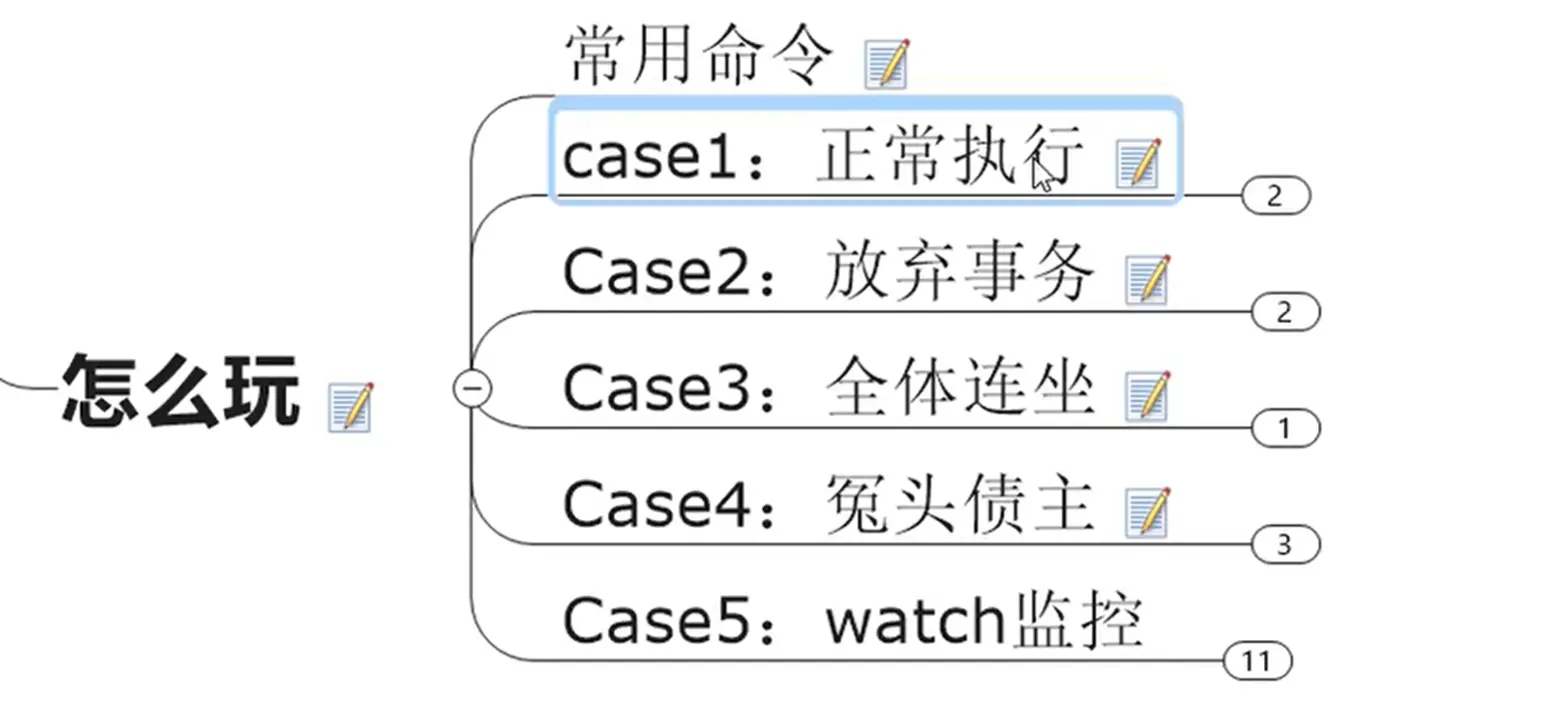 常用命令
case1：正常执行
2
Case2：放弃事务
2
怎么玩
Case3：全体连坐
1
Case4：冤头债主
3
Case5：watch监控
11